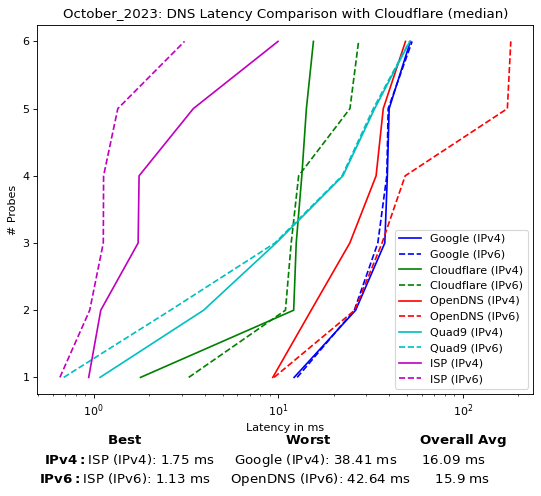 October_2023: DNS Latency Comparison with Cloudflare (median)
6
5
4
3
2
1
# Probes
Google (IPv4)
Google (IPv6)
Cloudflare (IPv4)
Cloudflare (IPv6)
OpenDNS (IPv4)
OpenDNS (IPv6)
Quad9 (IPv4)
Quad9 (IPv6)
ISP (IPv4)
ISP (IPv6)
10⁰ 10¹ 10²
Latency in ms
Best Worst Overall Avg
IPv4: ISP (IPv4): 1.75 ms Google (IPv4): 38.41 ms 16.09 ms
IPv6: ISP (IPv6): 1.13 ms OpenDNS (IPv6): 42.64 ms 15.9 ms